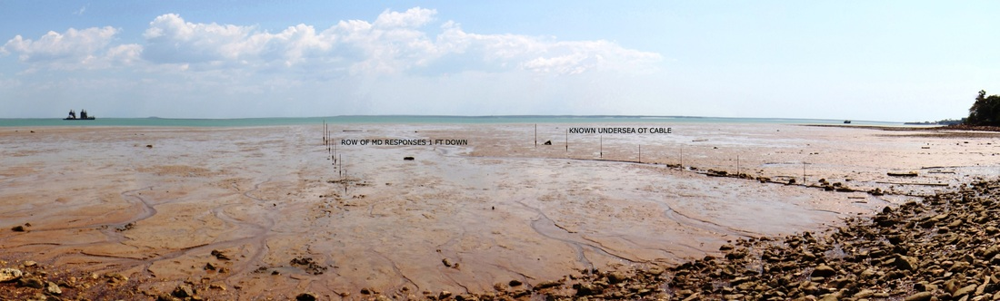 KNOWN UNDERSEA OT CABLE
ROW OF MD RESPONSES 1 FT DOWN